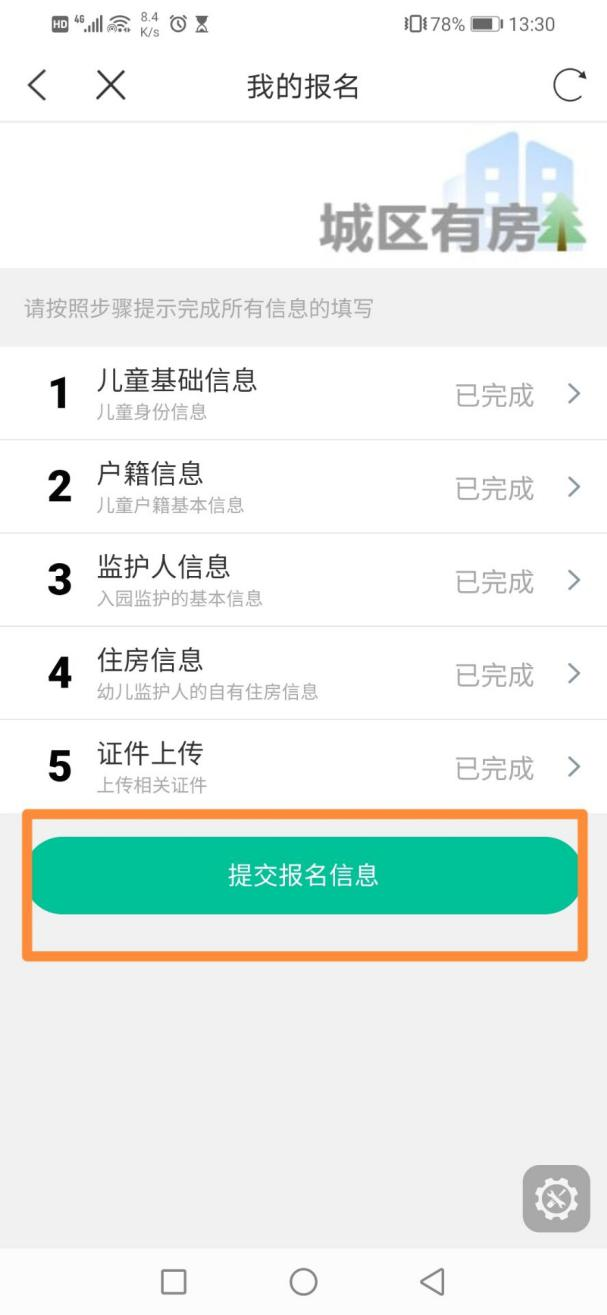 HD 4G 8.4 K/s 78% 13:30
我的报名
城区有房
请按照步骤提示完成所有信息的填写
1 儿童基础信息 已完成
儿童身份信息
2 户籍信息 已完成
儿童户籍基本信息
3 监护人信息 已完成
入园监护的基本信息
4 住房信息 已完成
幼儿监护人的自有住房信息
5 证件上传 已完成
上传相关证件
提交报名信息